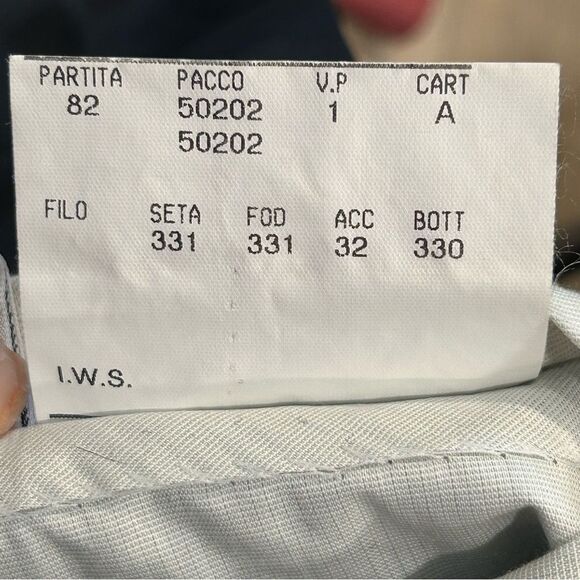 PARTITA PACCO V.P CART
82 50202 1 A
50202
FILO SETA FOD ACC BOTT
331 331 32 330
I.W.S.